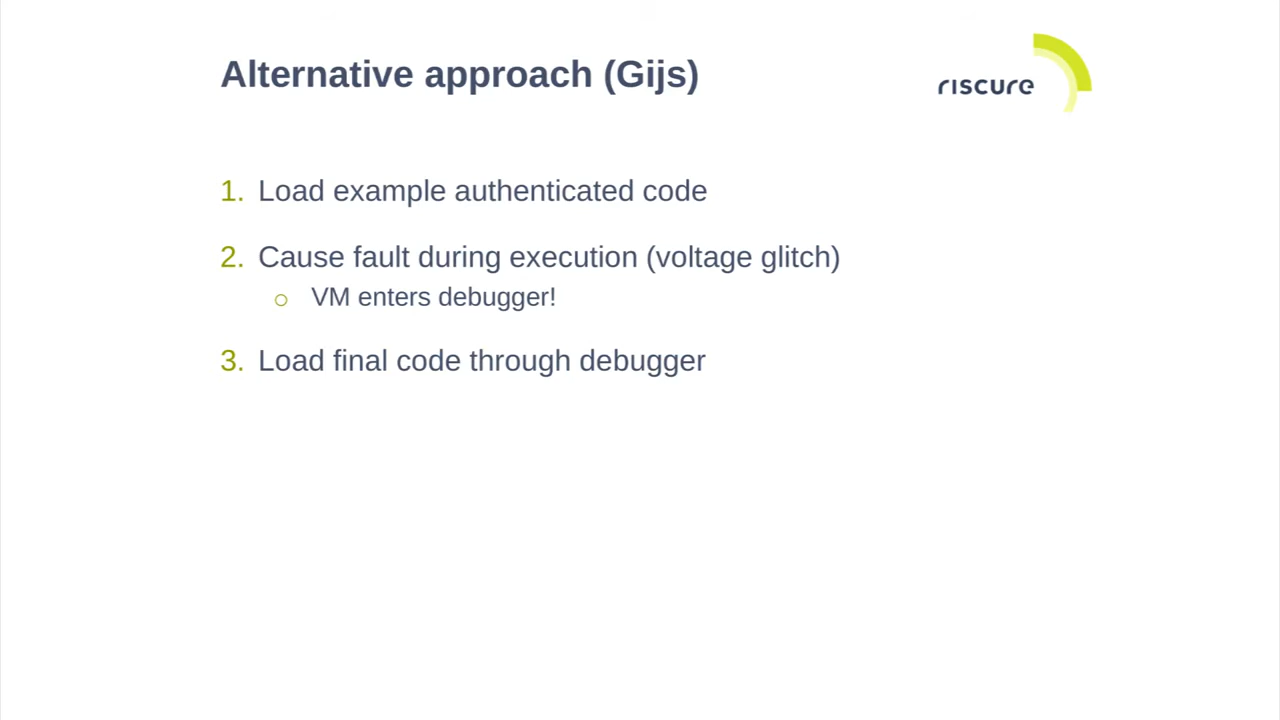 Alternative approach (Gijs)
riscure
1. Load example authenticated code
2. Cause fault during execution (voltage glitch)
o VM enters debugger!
3. Load final code through debugger